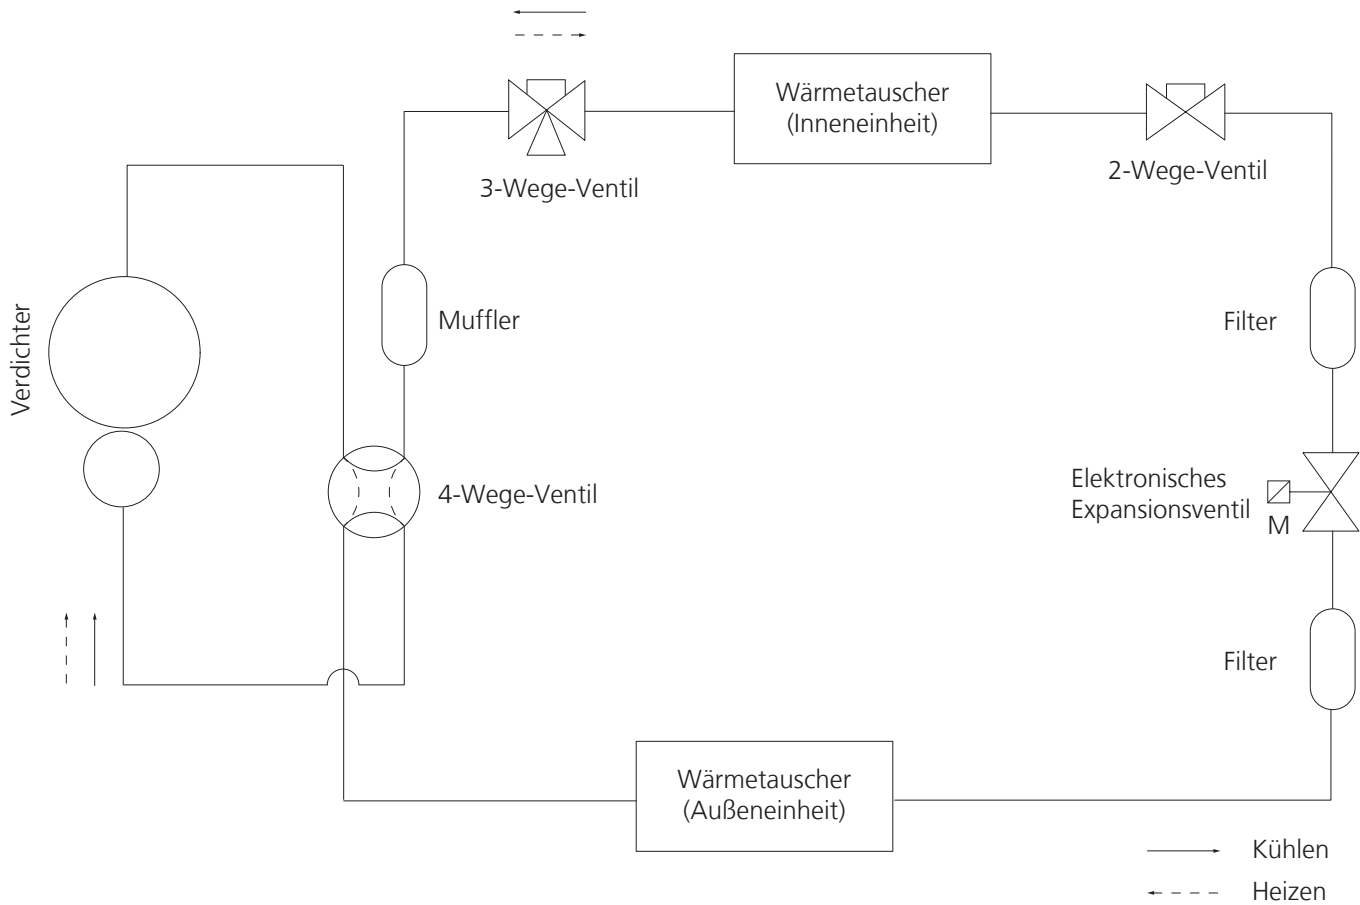 Wärmetauscher
(Inneneinheit)
3-Wege-Ventil
2-Wege-Ventil
Verdichter
Muffler
Filter
4-Wege-Ventil
Elektronisches
Expansionsventil
M
Filter
Wärmetauscher
(Außeneinheit)
Kühlen
Heizen